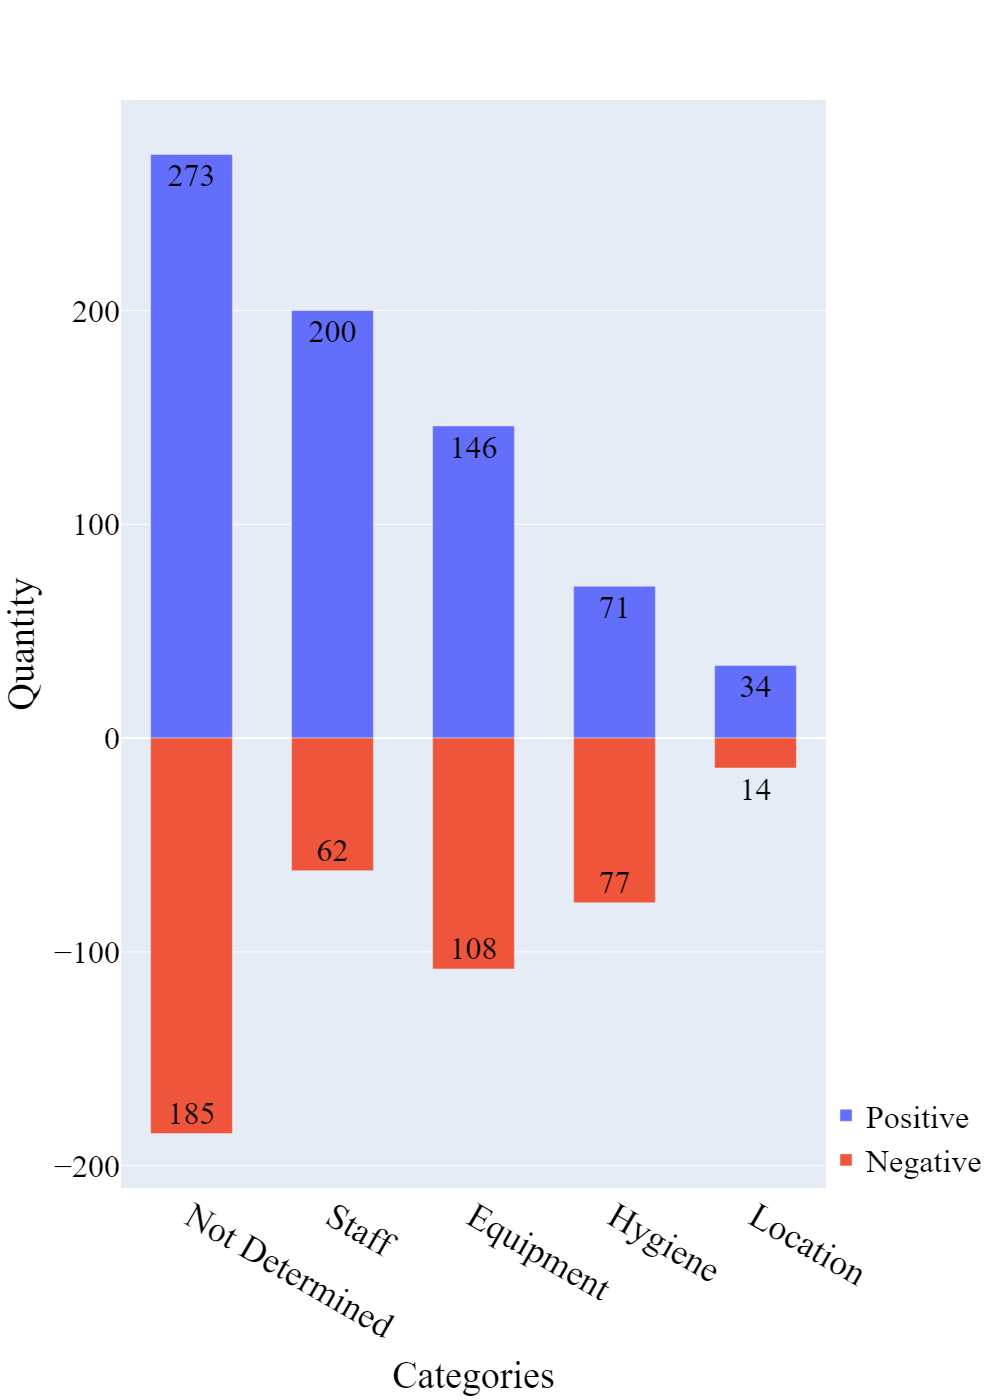 273
200
200
146
100
71
34
0
14
62
77
108
−100
185
−200
Quantity
Positive
Negative
Not Determined
Staff
Equipment
Hygiene
Location
Categories